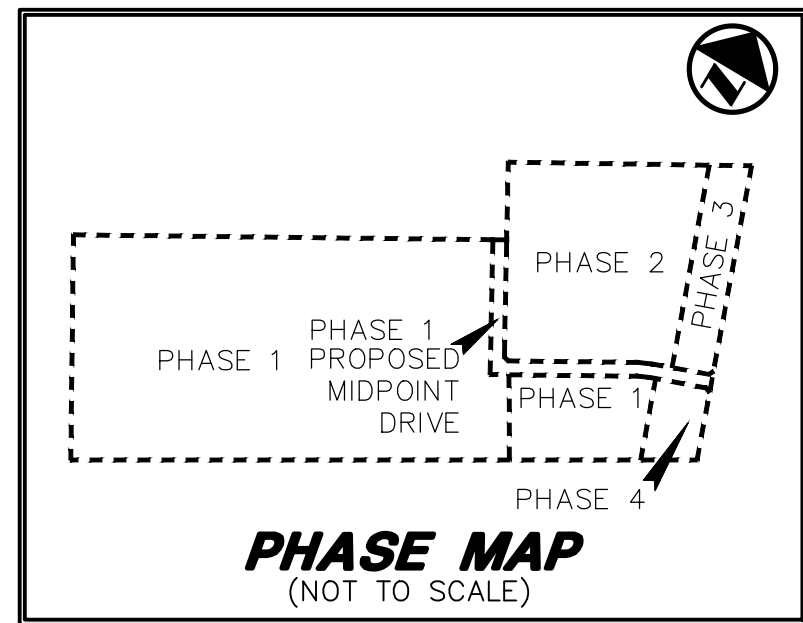 N
PHASE 2
PHASE 3
PHASE 1
PHASE 1
PROPOSED
MIDPOINT
DRIVE
PHASE 1
PHASE 4
PHASE MAP
(NOT TO SCALE)